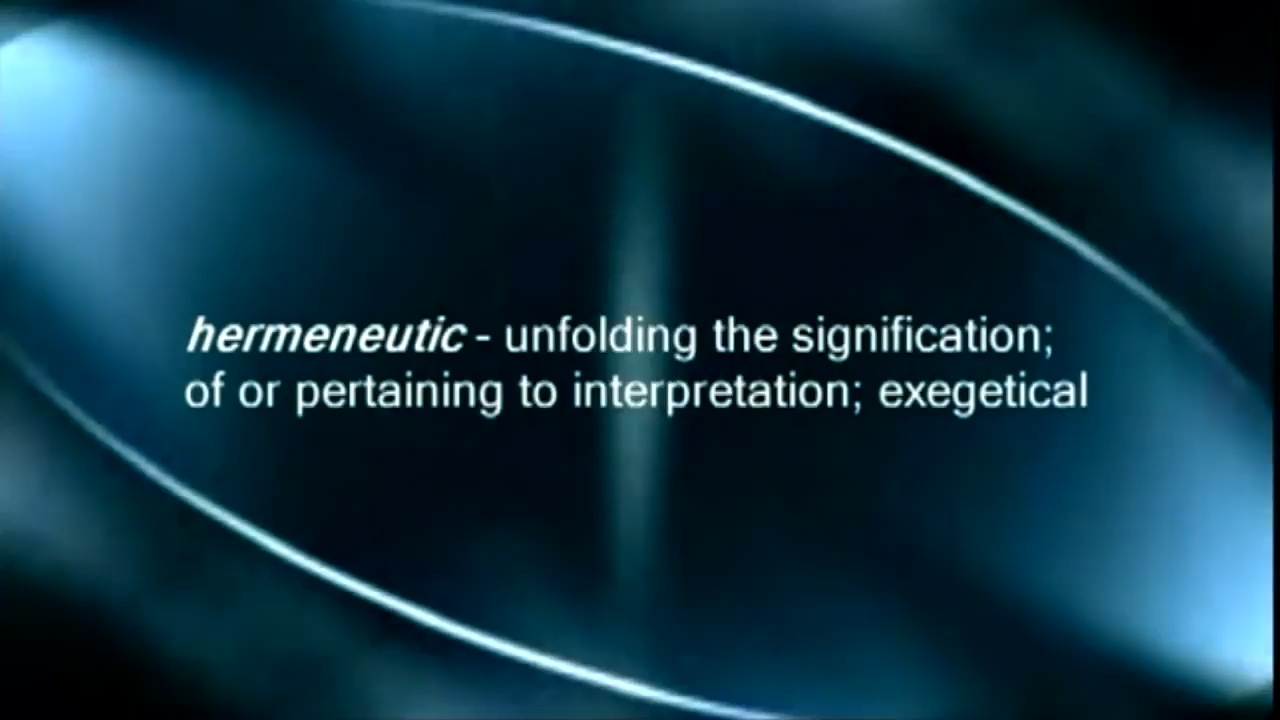 hermeneutic - unfolding the signification;
of or pertaining to interpretation; exegetical